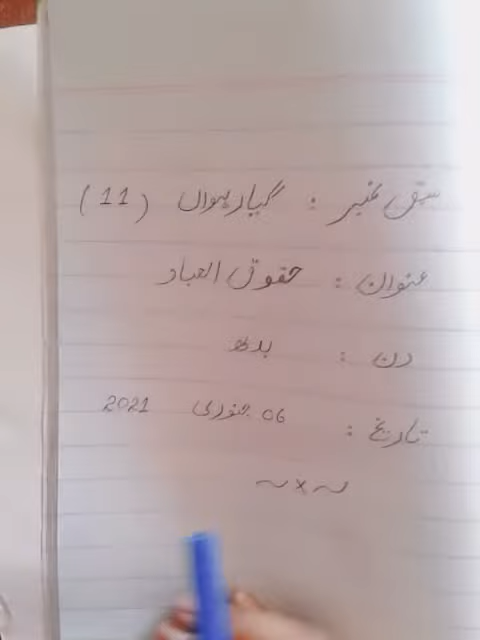 سبق نمبر : گیارہواں (11)
عنوان : حقوق العباد
دن : بدھ
تاریخ : 06 جنوری 2021
~x~